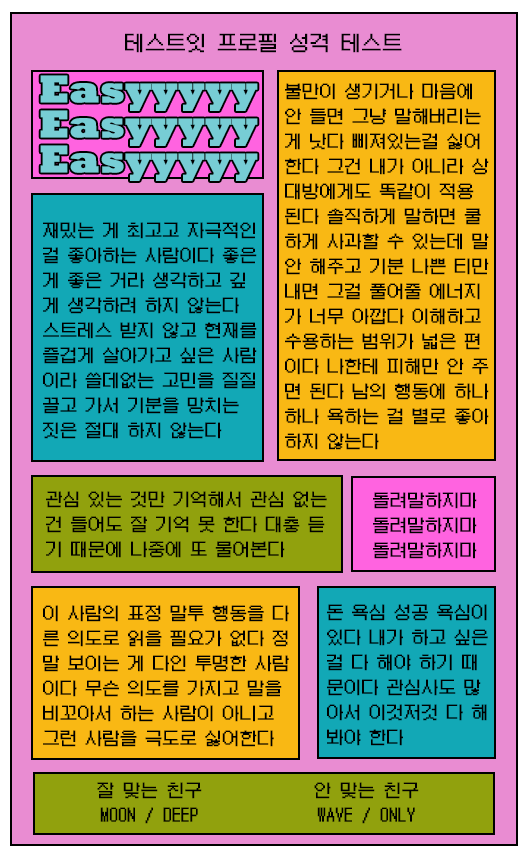 테스트잇 프로필 성격 테스트
Easyyyyy
Easyyyyy
Easyyyyy
재밌는 게 최고고 자극적인
걸 좋아하는 사람이다 좋은
게 좋은 거라 생각하고 깊
게 생각하려 하지 않는다
스트레스 받지 않고 현재를
즐겁게 살아가고 싶은 사람
이라 쓸데없는 고민을 질질
끌고 가서 기분을 망치는
짓은 절대 하지 않는다
불만이 생기거나 마음에
안 들면 그냥 말해버리는
게 낫다 삐져있는걸 싫어
한다 그건 내가 아니라 상
대방에게도 똑같이 적용
된다 솔직하게 말하면 쿨
하게 사과할 수 있는데 말
안 해주고 기분 나쁜 티만
내면 그걸 풀어줄 에너지
가 너무 아깝다 이해하고
수용하는 범위가 넓은 편
이다 나한테 피해만 안 주
면 된다 남의 행동에 하나
하나 욕하는 걸 별로 좋아
하지 않는다
관심 있는 것만 기억해서 관심 없는
건 들어도 잘 기억 못 한다 대충 듣
기 때문에 나중에 또 물어본다
돌려말하지마
돌려말하지마
돌려말하지마
이 사람의 표정 말투 행동을 다
른 의도로 읽을 필요가 없다 정
말 보이는 게 다인 투명한 사람
이다 무슨 의도를 가지고 말을
비꼬아서 하는 사람이 아니고
그런 사람을 극도로 싫어한다
돈 욕심 성공 욕심이
있다 내가 하고 싶은
걸 다 해야 하기 때
문이다 관심사도 많
아서 이것저것 다 해
봐야 한다
잘 맞는 친구
MOON / DEEP
안 맞는 친구
WAVE / ONLY